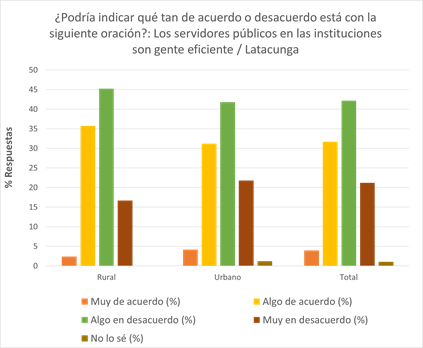 ¿Podría indicar qué tan de acuerdo o desacuerdo está con la
siguiente oración?: Los servidores públicos en las instituciones
son gente eficiente / Latacunga
50
45
40
35
30
25
20
15
10
5
0
% Respuestas
Rural Urbano Total
Muy de acuerdo (%) Algo de acuerdo (%)
Algo en desacuerdo (%) Muy en desacuerdo (%)
No lo sé (%)